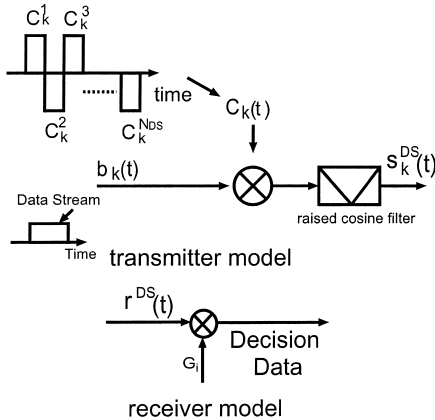 C_k^1 C_k^3
time
C_k^2 C_k^{N_DS}
C_k(t)
b_k(t)
s_k^{DS}(t)
Data Stream
raised cosine filter
Time
transmitter model
r^{DS}(t)
G_i
Decision
Data
receiver model